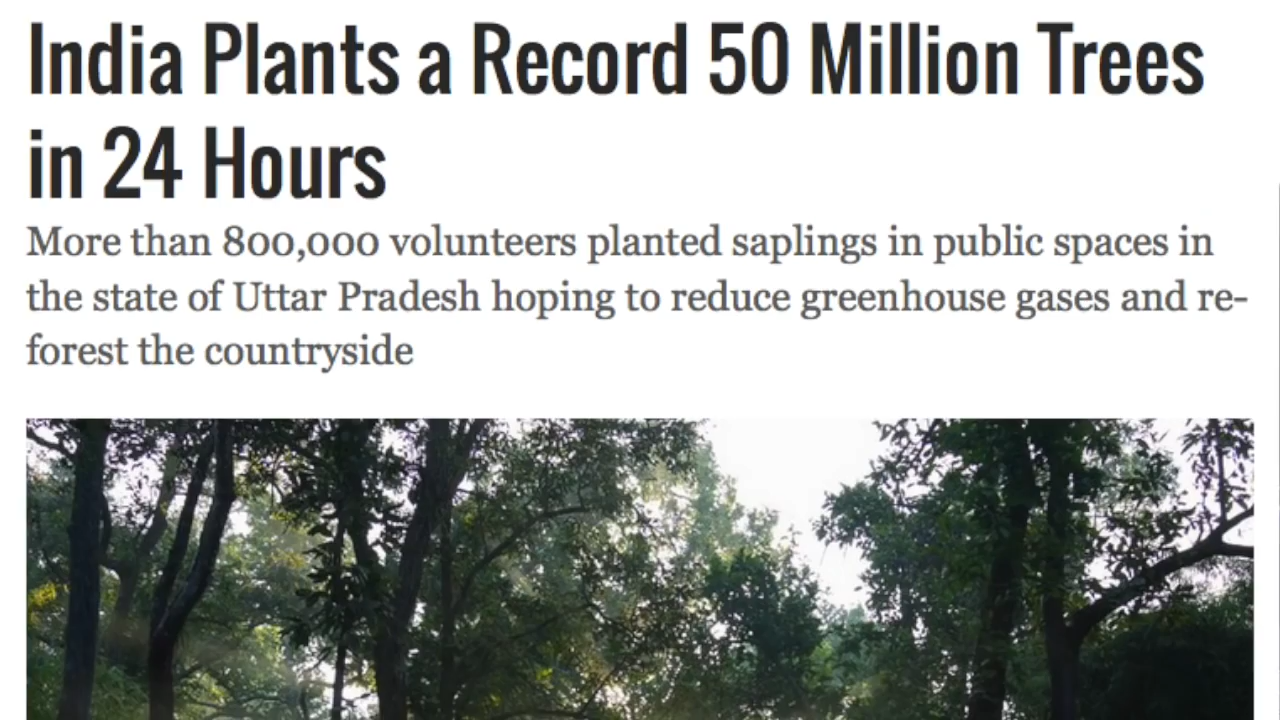 India Plants a Record 50 Million Trees
in 24 Hours
More than 800,000 volunteers planted saplings in public spaces in
the state of Uttar Pradesh hoping to reduce greenhouse gases and re-
forest the countryside